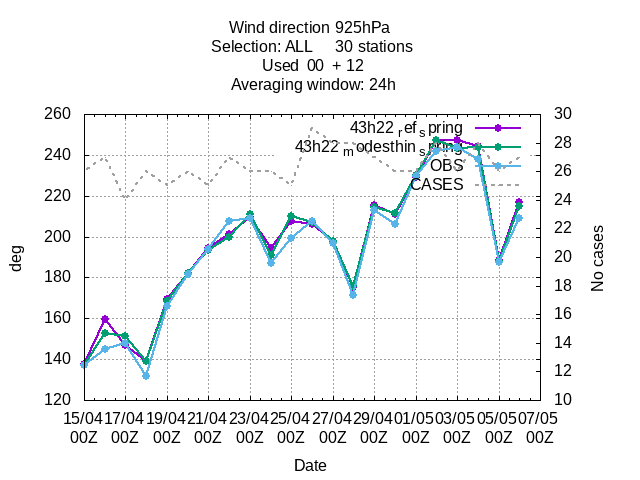 Wind direction 925hPa
Selection: ALL     30 stations
Used  00  + 12
Averaging window: 24h
260 240 220 200 180 160 140 120
deg
43h22_ref_spring
43h22_modesthin_spring
OBS
CASES
30 28 26 24 22 20 18 16 14 12 10
No cases
15/04 17/04 19/04 21/04 23/04 25/04 27/04 29/04 01/05 03/05 05/05 07/05
00Z 00Z 00Z 00Z 00Z 00Z 00Z 00Z 00Z 00Z 00Z 00Z
Date